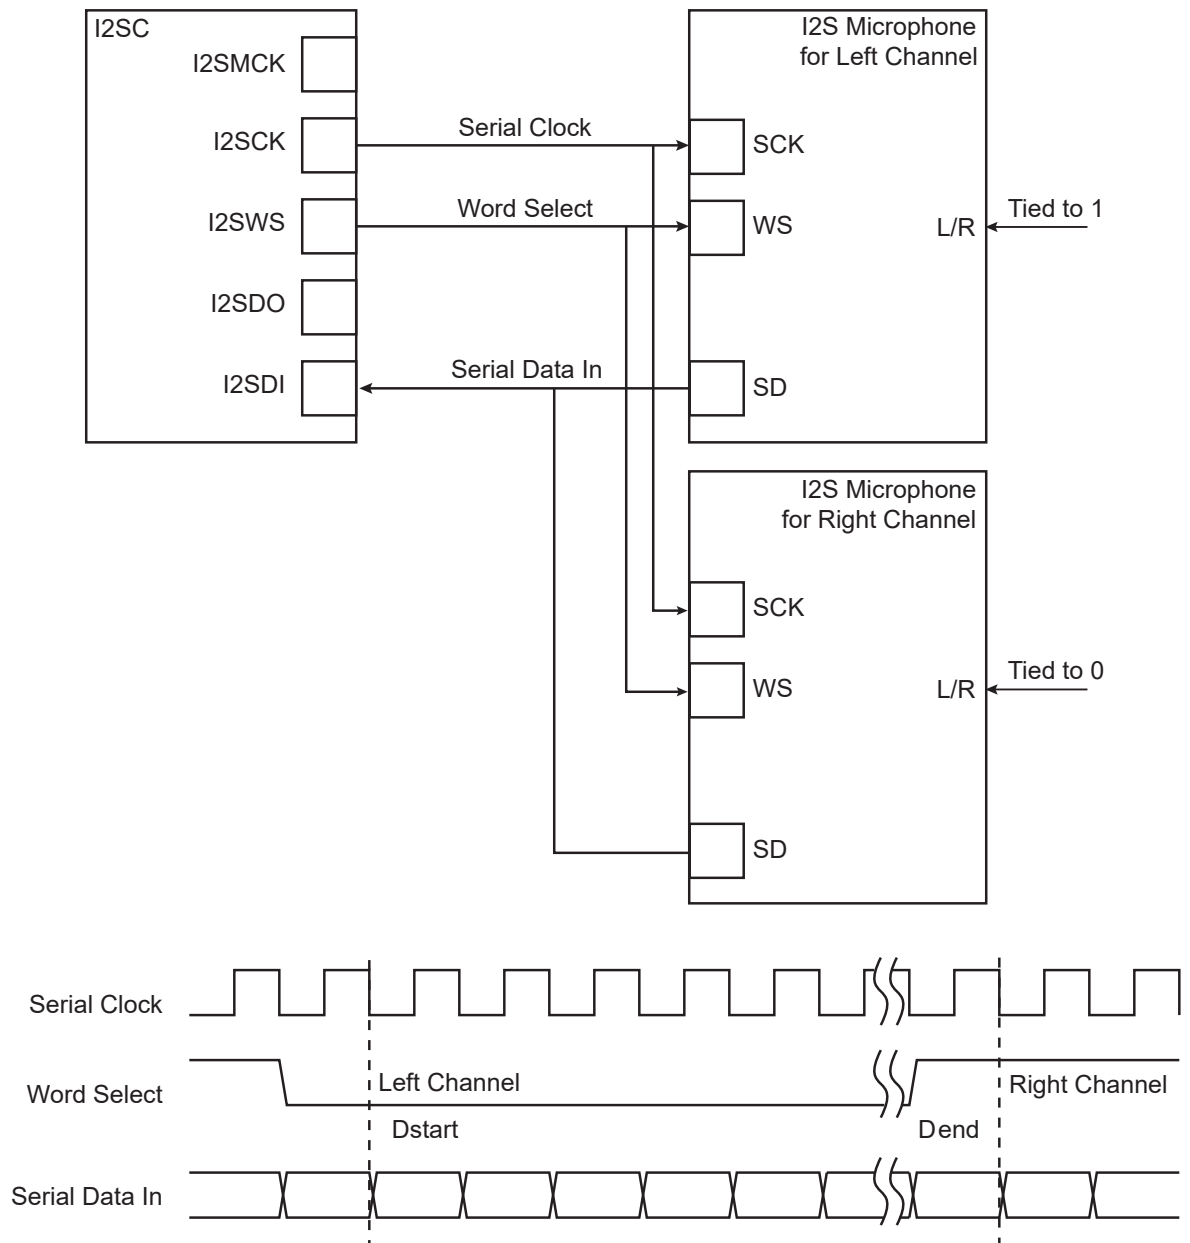 I2SC
I2SMCK
I2SCK
I2SWS
I2SDO
I2SDI
Serial Clock
Word Select
Serial Data In
I2S Microphone
for Left Channel
SCK
WS
L/R
Tied to 1
SD
I2S Microphone
for Right Channel
SCK
WS
L/R
Tied to 0
SD
Serial Clock
Word Select
Left Channel
Right Channel
Dstart
Dend
Serial Data In